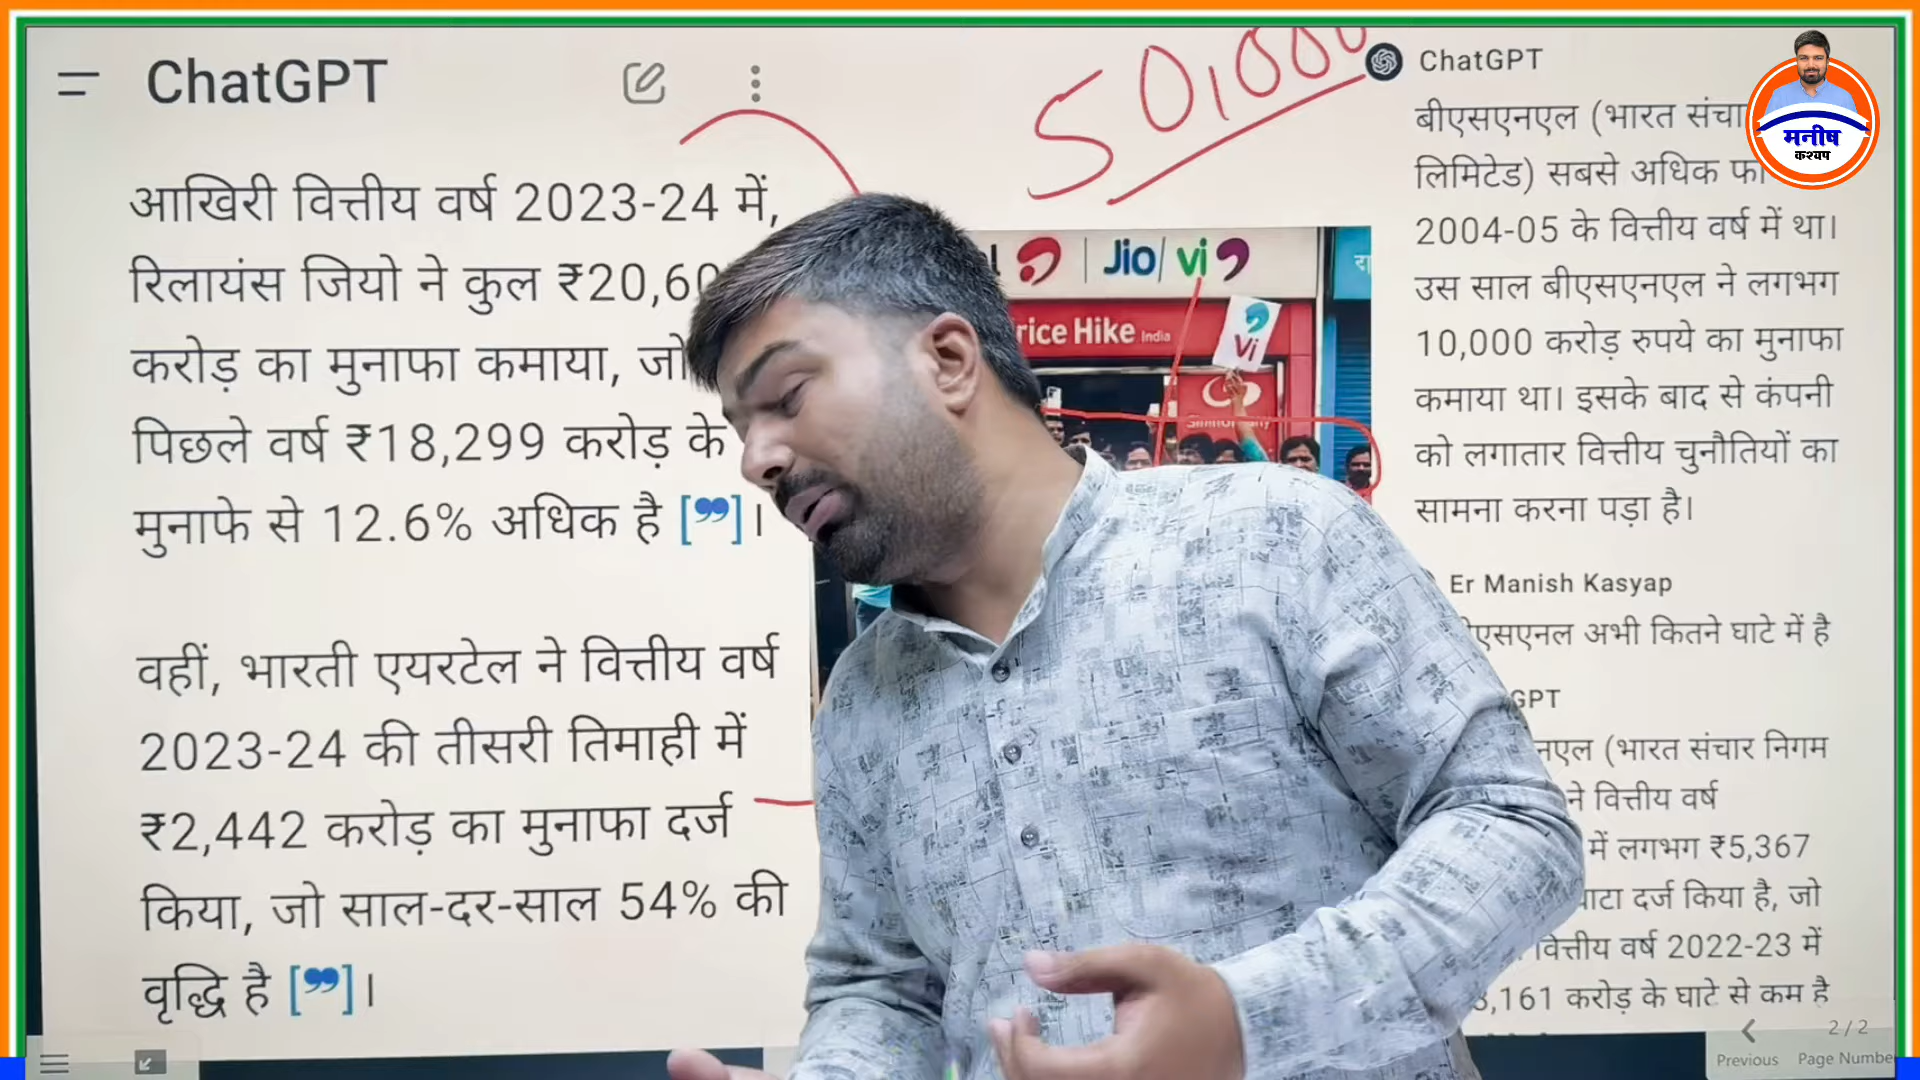 ChatGPT
आखिरी वित्तीय वर्ष 2023-24 में,
रिलायंस जियो ने कुल
करोड़ का मुनाफा कमाया, जो
पिछले वर्ष ₹18,299 करोड़ के
मुनाफे से 12.6% अधिक है [❞]।
वहीं, भारती एयरटेल ने वित्तीय वर्ष
2023-24 की तीसरी तिमाही में
₹2,442 करोड़ का मुनाफा दर्ज
किया, जो साल-दर-साल 54% की
वृद्धि है [❞]।
50,000
Jio vi
Hike India
Vi
ChatGPT
बीएसएनएल (भारत
लिमिटेड) सबसे अधिक
2004-05 के वित्तीय वर्ष में था।
उस साल बीएसएनएल ने लगभग
10,000 करोड़ रुपये का मुनाफा
कमाया था। इसके बाद से कंपनी
को लगातार वित्तीय चुनौतियों का
सामना करना पड़ा है।
Er Manish Kasyap
अभी कितने घाटे में है
(भारत संचार निगम
ने वित्तीय वर्ष
में लगभग ₹5,367
दर्ज किया है, जो
वित्तीय वर्ष 2022-23 में
करोड़ के घाटे से कम है
2 / 2
Previous Page
मनीष
कश्यप